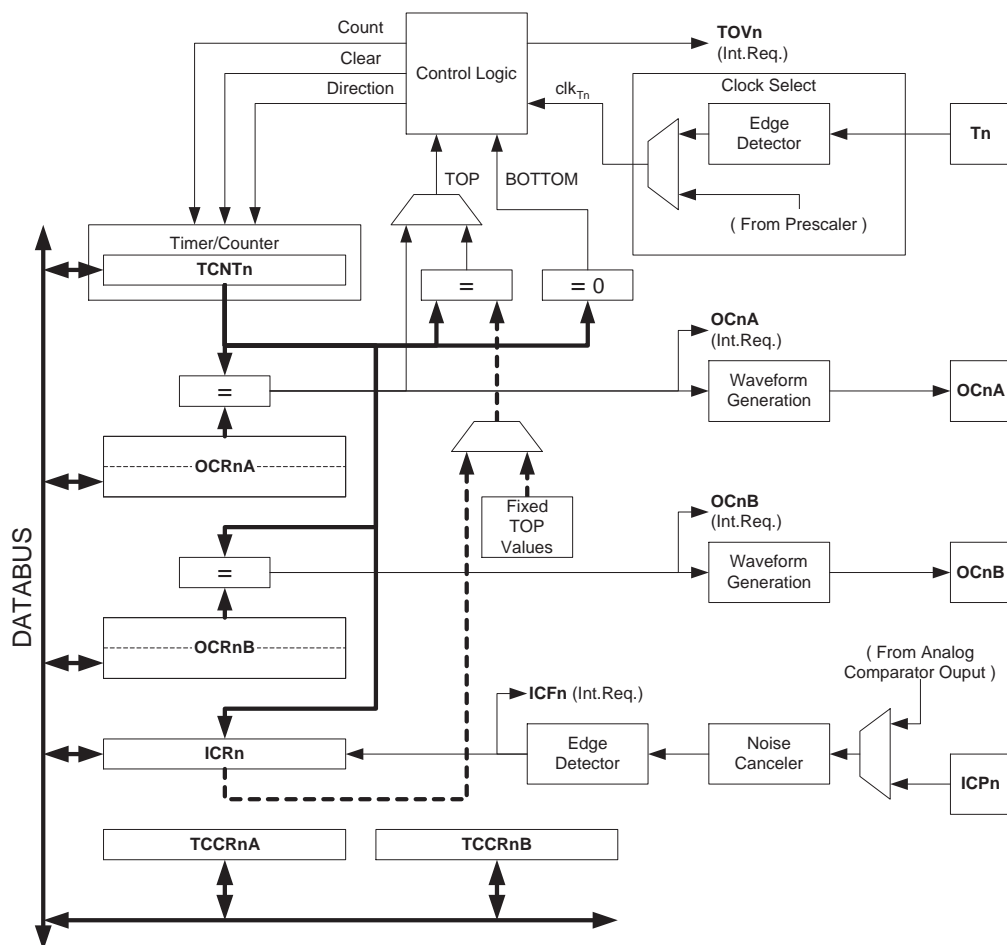 Count
Clear
Direction
Control Logic
TOVn
(Int.Req.)
clkTn
Clock Select
Edge
Detector
Tn
( From Prescaler )
TOP
BOTTOM
Timer/Counter
TCNTn
=
= 0
=
OCRnA
OCnA
(Int.Req.)
Waveform
Generation
OCnA
Fixed
TOP
Values
=
OCRnB
OCnB
(Int.Req.)
Waveform
Generation
OCnB
DATABUS
( From Analog
Comparator Ouput )
ICFn (Int.Req.)
ICRn
Edge
Detector
Noise
Canceler
ICPn
TCCRnA
TCCRnB